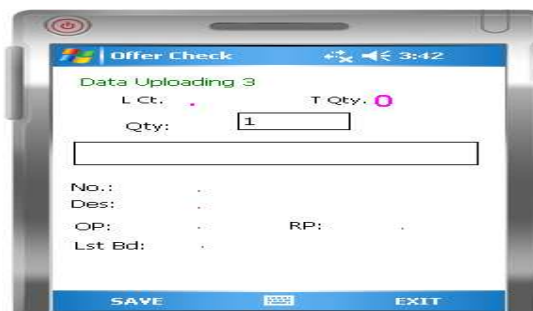 Offer Check 3:42
Data Uploading 3
L Ct. . T Qty. 0
Qty: 1
No.: .
Des: .
OP: . RP: .
Lst Bd: .
SAVE EXIT